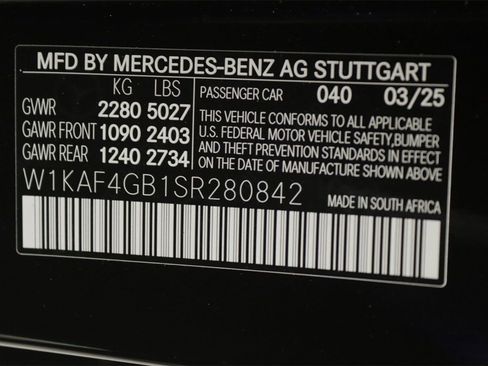 MFD BY MERCEDES-BENZ AG STUTTGART
KG LBS
GVWR 2280 5027
GAWR FRONT 1090 2403
GAWR REAR 1240 2734
PASSENGER CAR 040 03/25
THIS VEHICLE CONFORMS TO ALL APPLICABLE
U.S. FEDERAL MOTOR VEHICLE SAFETY,BUMPER
AND THEFT PREVENTION STANDARDS IN EFFECT
ON THE DATE OF MANUFACTURE SHOWN ABOVE.
W1KAF4GB1SR280842
MADE IN SOUTH AFRICA